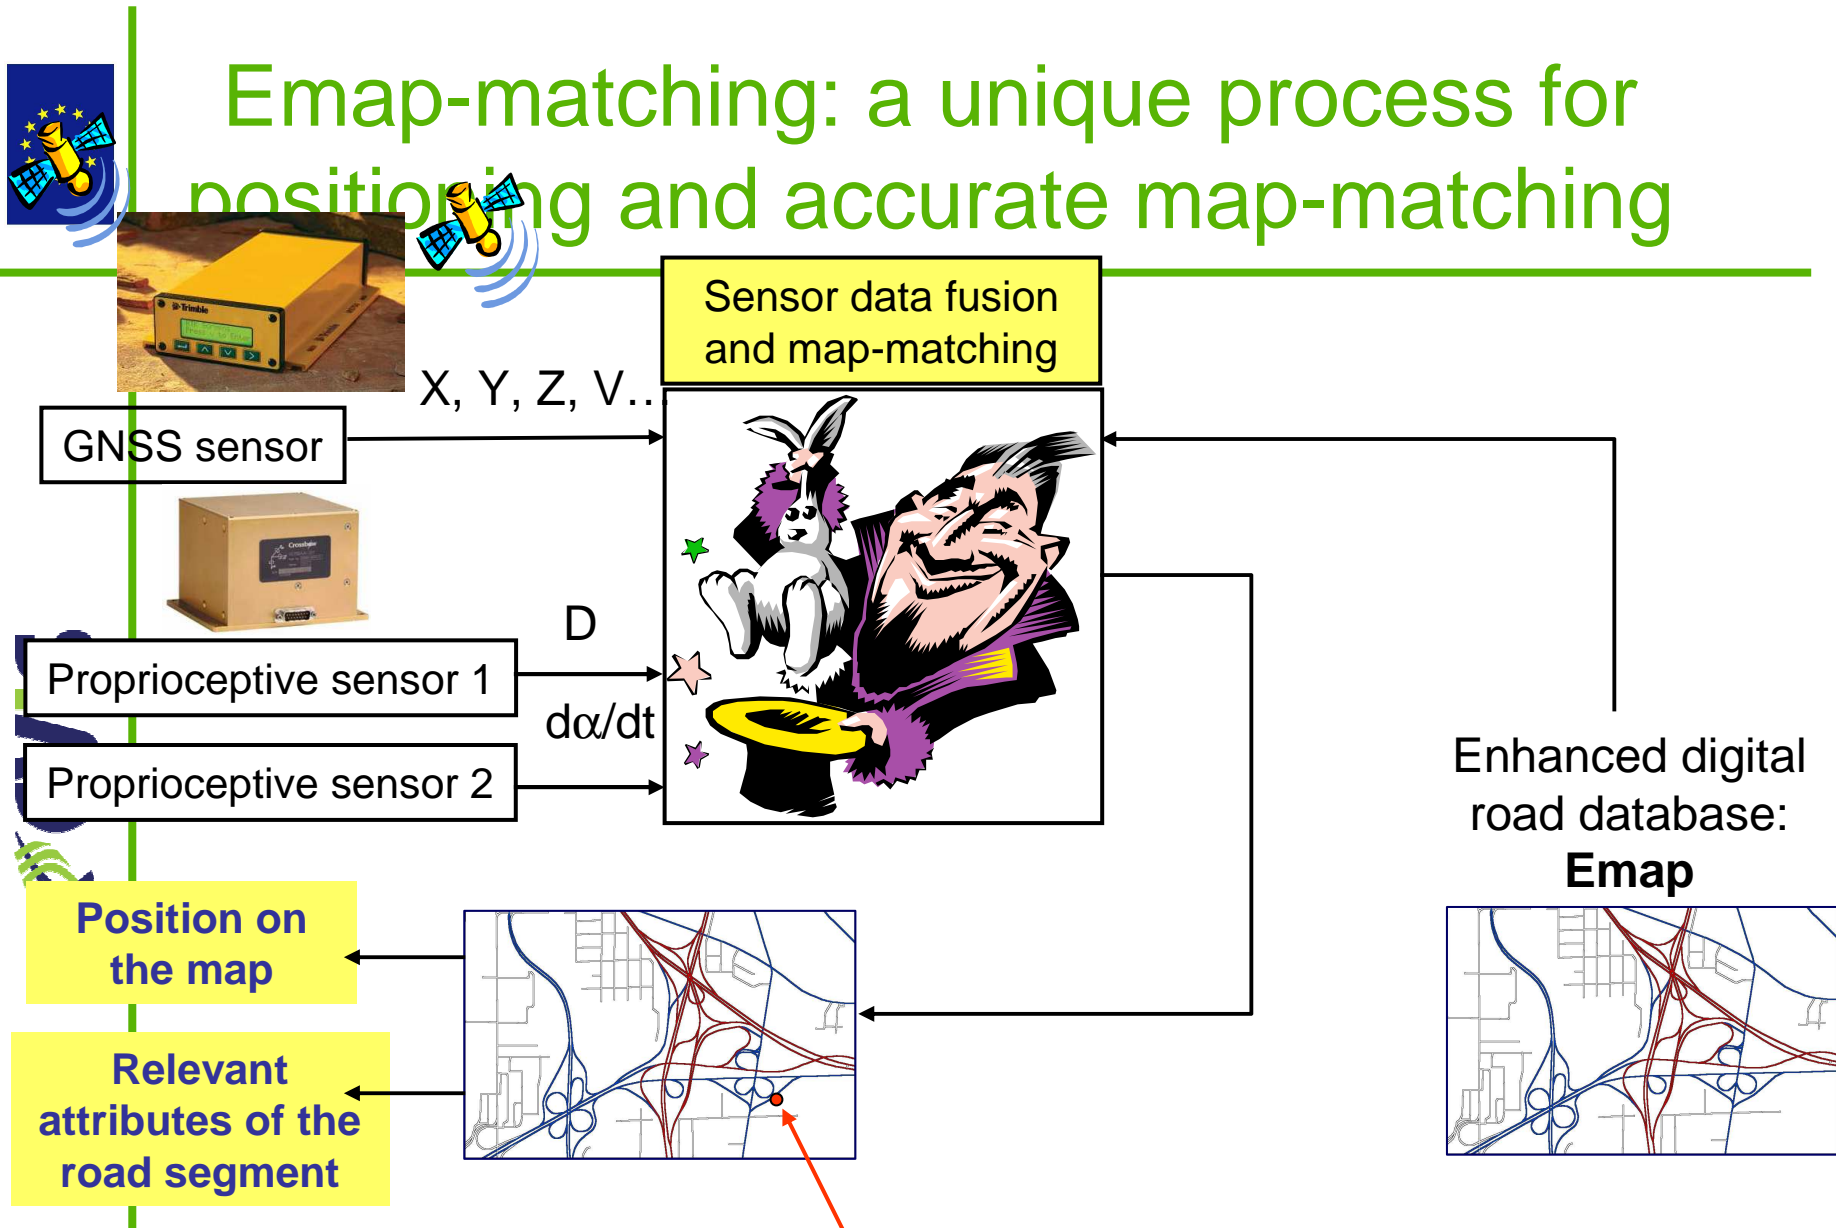 Emap-matching: a unique process for
positioning and accurate map-matching
Trimble
Sensor data fusion
and map-matching
X, Y, Z, V…
GNSS sensor
Crossbow
D
Proprioceptive sensor 1
dα/dt
Proprioceptive sensor 2
Enhanced digital
road database:
Emap
Position on
the map
Relevant
attributes of the
road segment